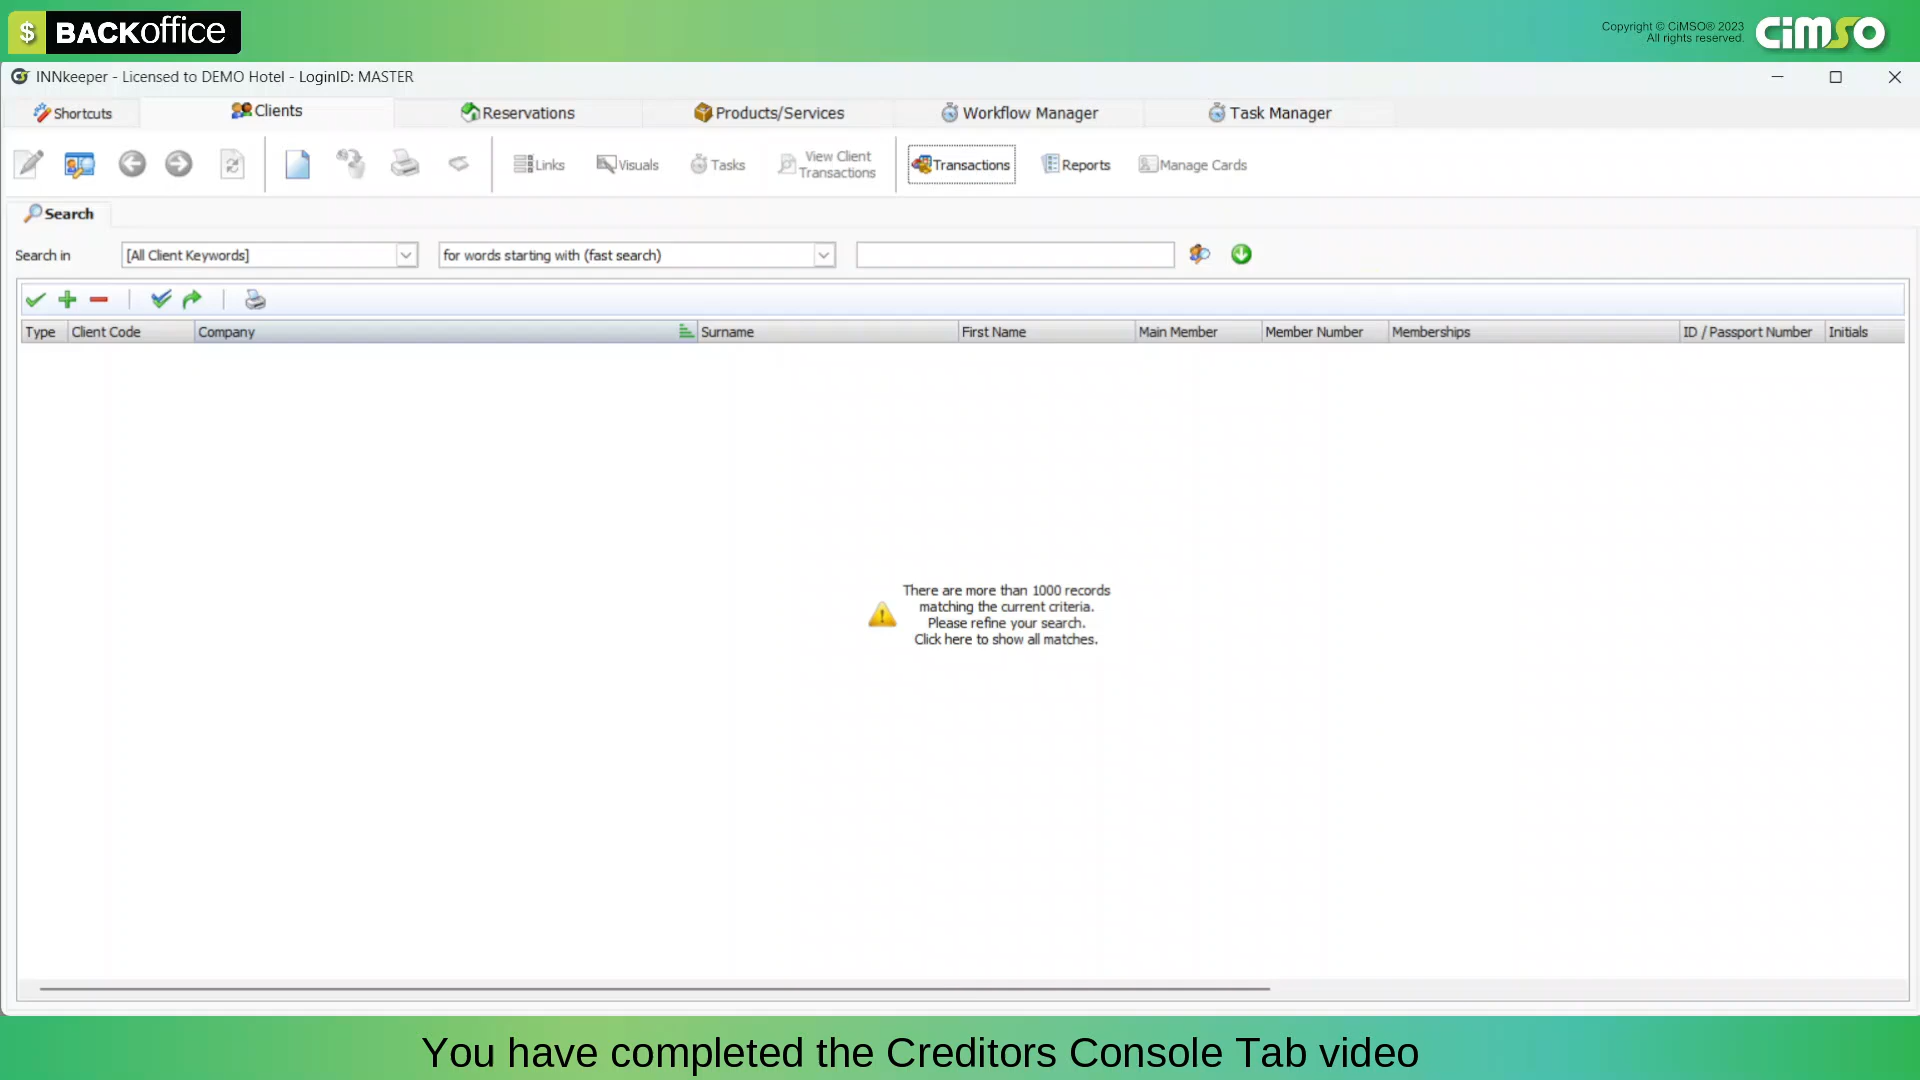 $ BACKoffice
Copyright © CiMSO® 2023
All rights reserved.
CiMSO
INNkeeper - Licensed to DEMO Hotel - LoginID: MASTER
Shortcuts Clients Reservations Products/Services Workflow Manager Task Manager
Links Visuals Tasks View Client Transactions Transactions Reports Manage Cards
Search
Search in [All Client Keywords] for words starting with (fast search)
Type Client Code Company Surname First Name Main Member Member Number Memberships ID / Passport Number Initials
There are more than 1000 records
matching the current criteria.
Please refine your search.
Click here to show all matches.
You have completed the Creditors Console Tab video